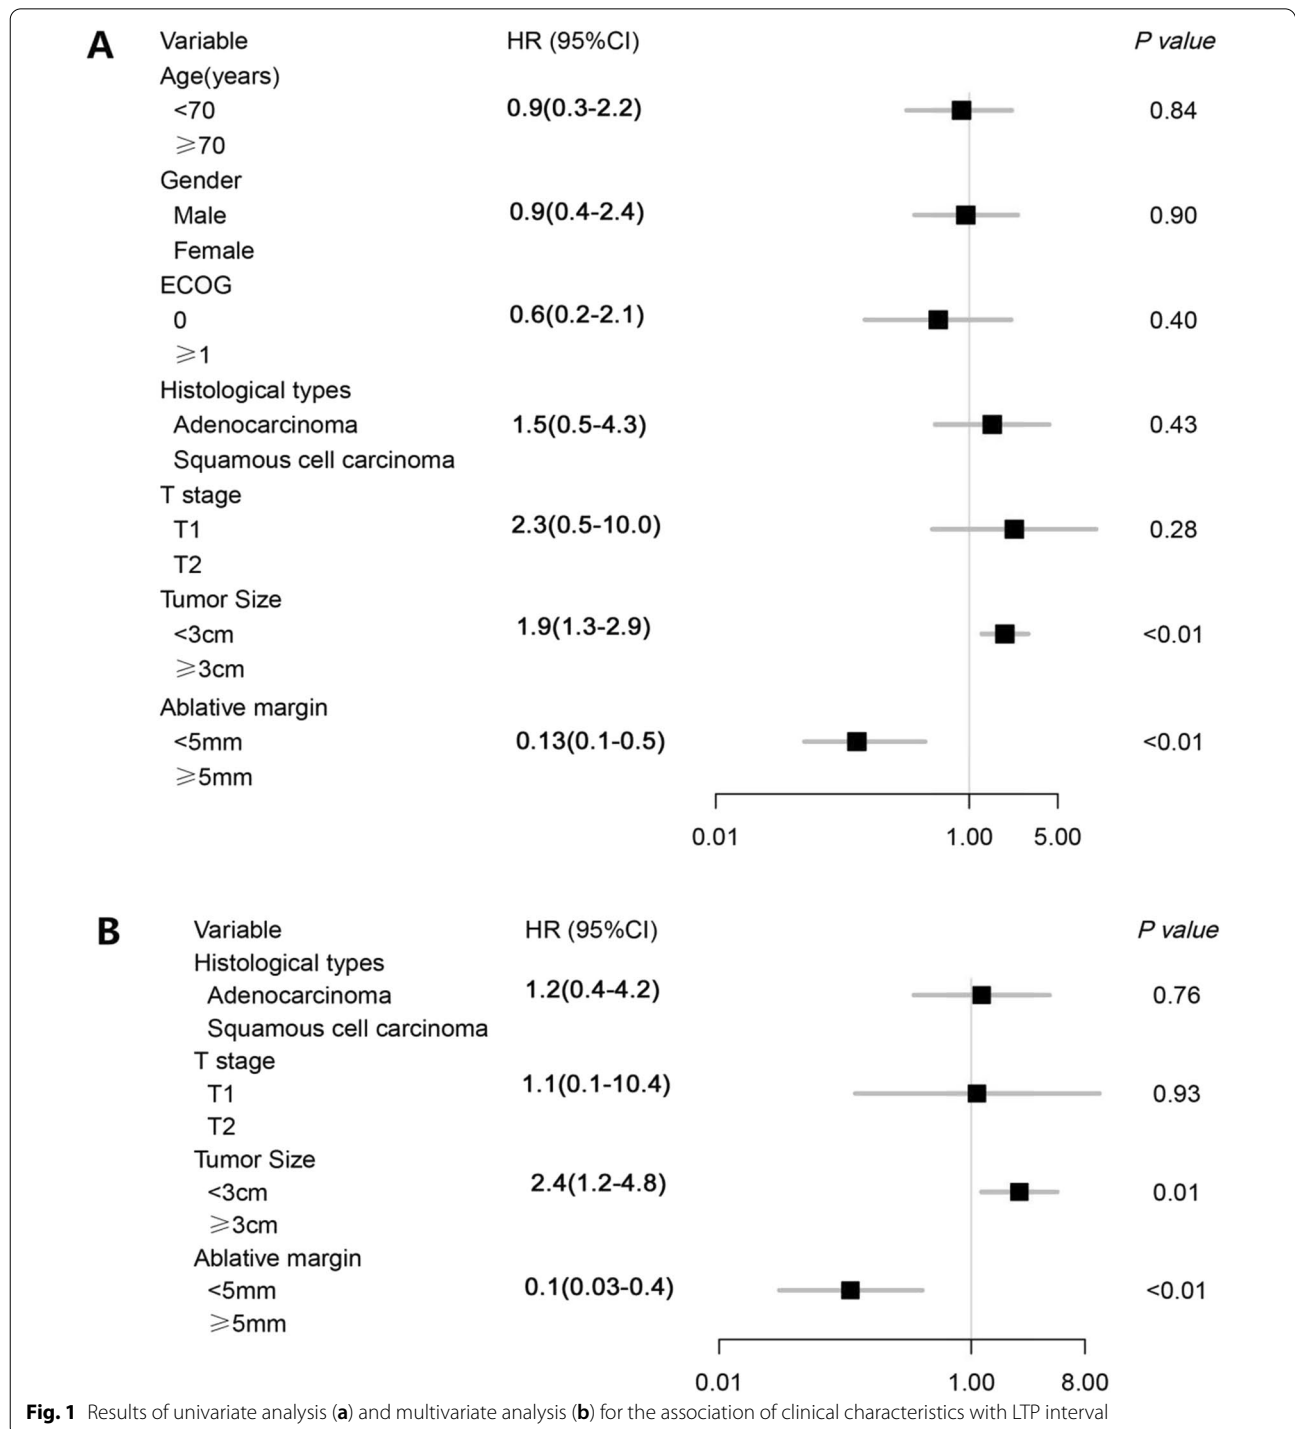 A Variable HR (95%CI) P value
Age(years)
<70 0.9(0.3-2.2) 0.84
⩾70
Gender
Male 0.9(0.4-2.4) 0.90
Female
ECOG
0 0.6(0.2-2.1) 0.40
⩾1
Histological types
Adenocarcinoma 1.5(0.5-4.3) 0.43
Squamous cell carcinoma
T stage
T1 2.3(0.5-10.0) 0.28
T2
Tumor Size
<3cm 1.9(1.3-2.9) <0.01
⩾3cm
Ablative margin
<5mm 0.13(0.1-0.5) <0.01
⩾5mm
0.01 1.00 5.00
B Variable HR (95%CI) P value
Histological types
Adenocarcinoma 1.2(0.4-4.2) 0.76
Squamous cell carcinoma
T stage
T1 1.1(0.1-10.4) 0.93
T2
Tumor Size
<3cm 2.4(1.2-4.8) 0.01
⩾3cm
Ablative margin
<5mm 0.1(0.03-0.4) <0.01
⩾5mm
0.01 1.00 8.00
Fig. 1 Results of univariate analysis (a) and multivariate analysis (b) for the association of clinical characteristics with LTP interval